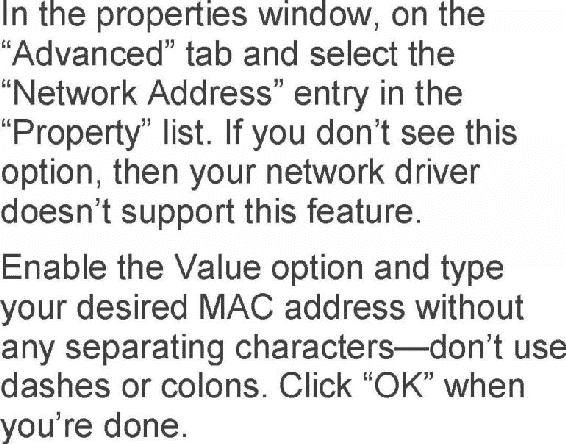 In the properties window, on the
“Advanced” tab and select the
“Network Address” entry in the
“Property” list. If you don’t see this
option, then your network driver
doesn’t support this feature.
Enable the Value option and type
your desired MAC address without
any separating characters—don’t use
dashes or colons. Click “OK” when
you’re done.